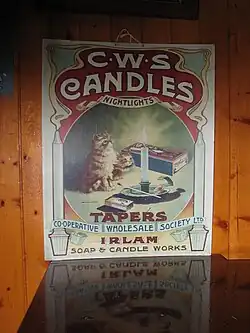 C.W.S
CANDLES
NIGHTLIGHTS
TAPERS
CO-OPERATIVE WHOLESALE SOCIETY LTD
IRLAM
SOAP & CANDLE WORKS